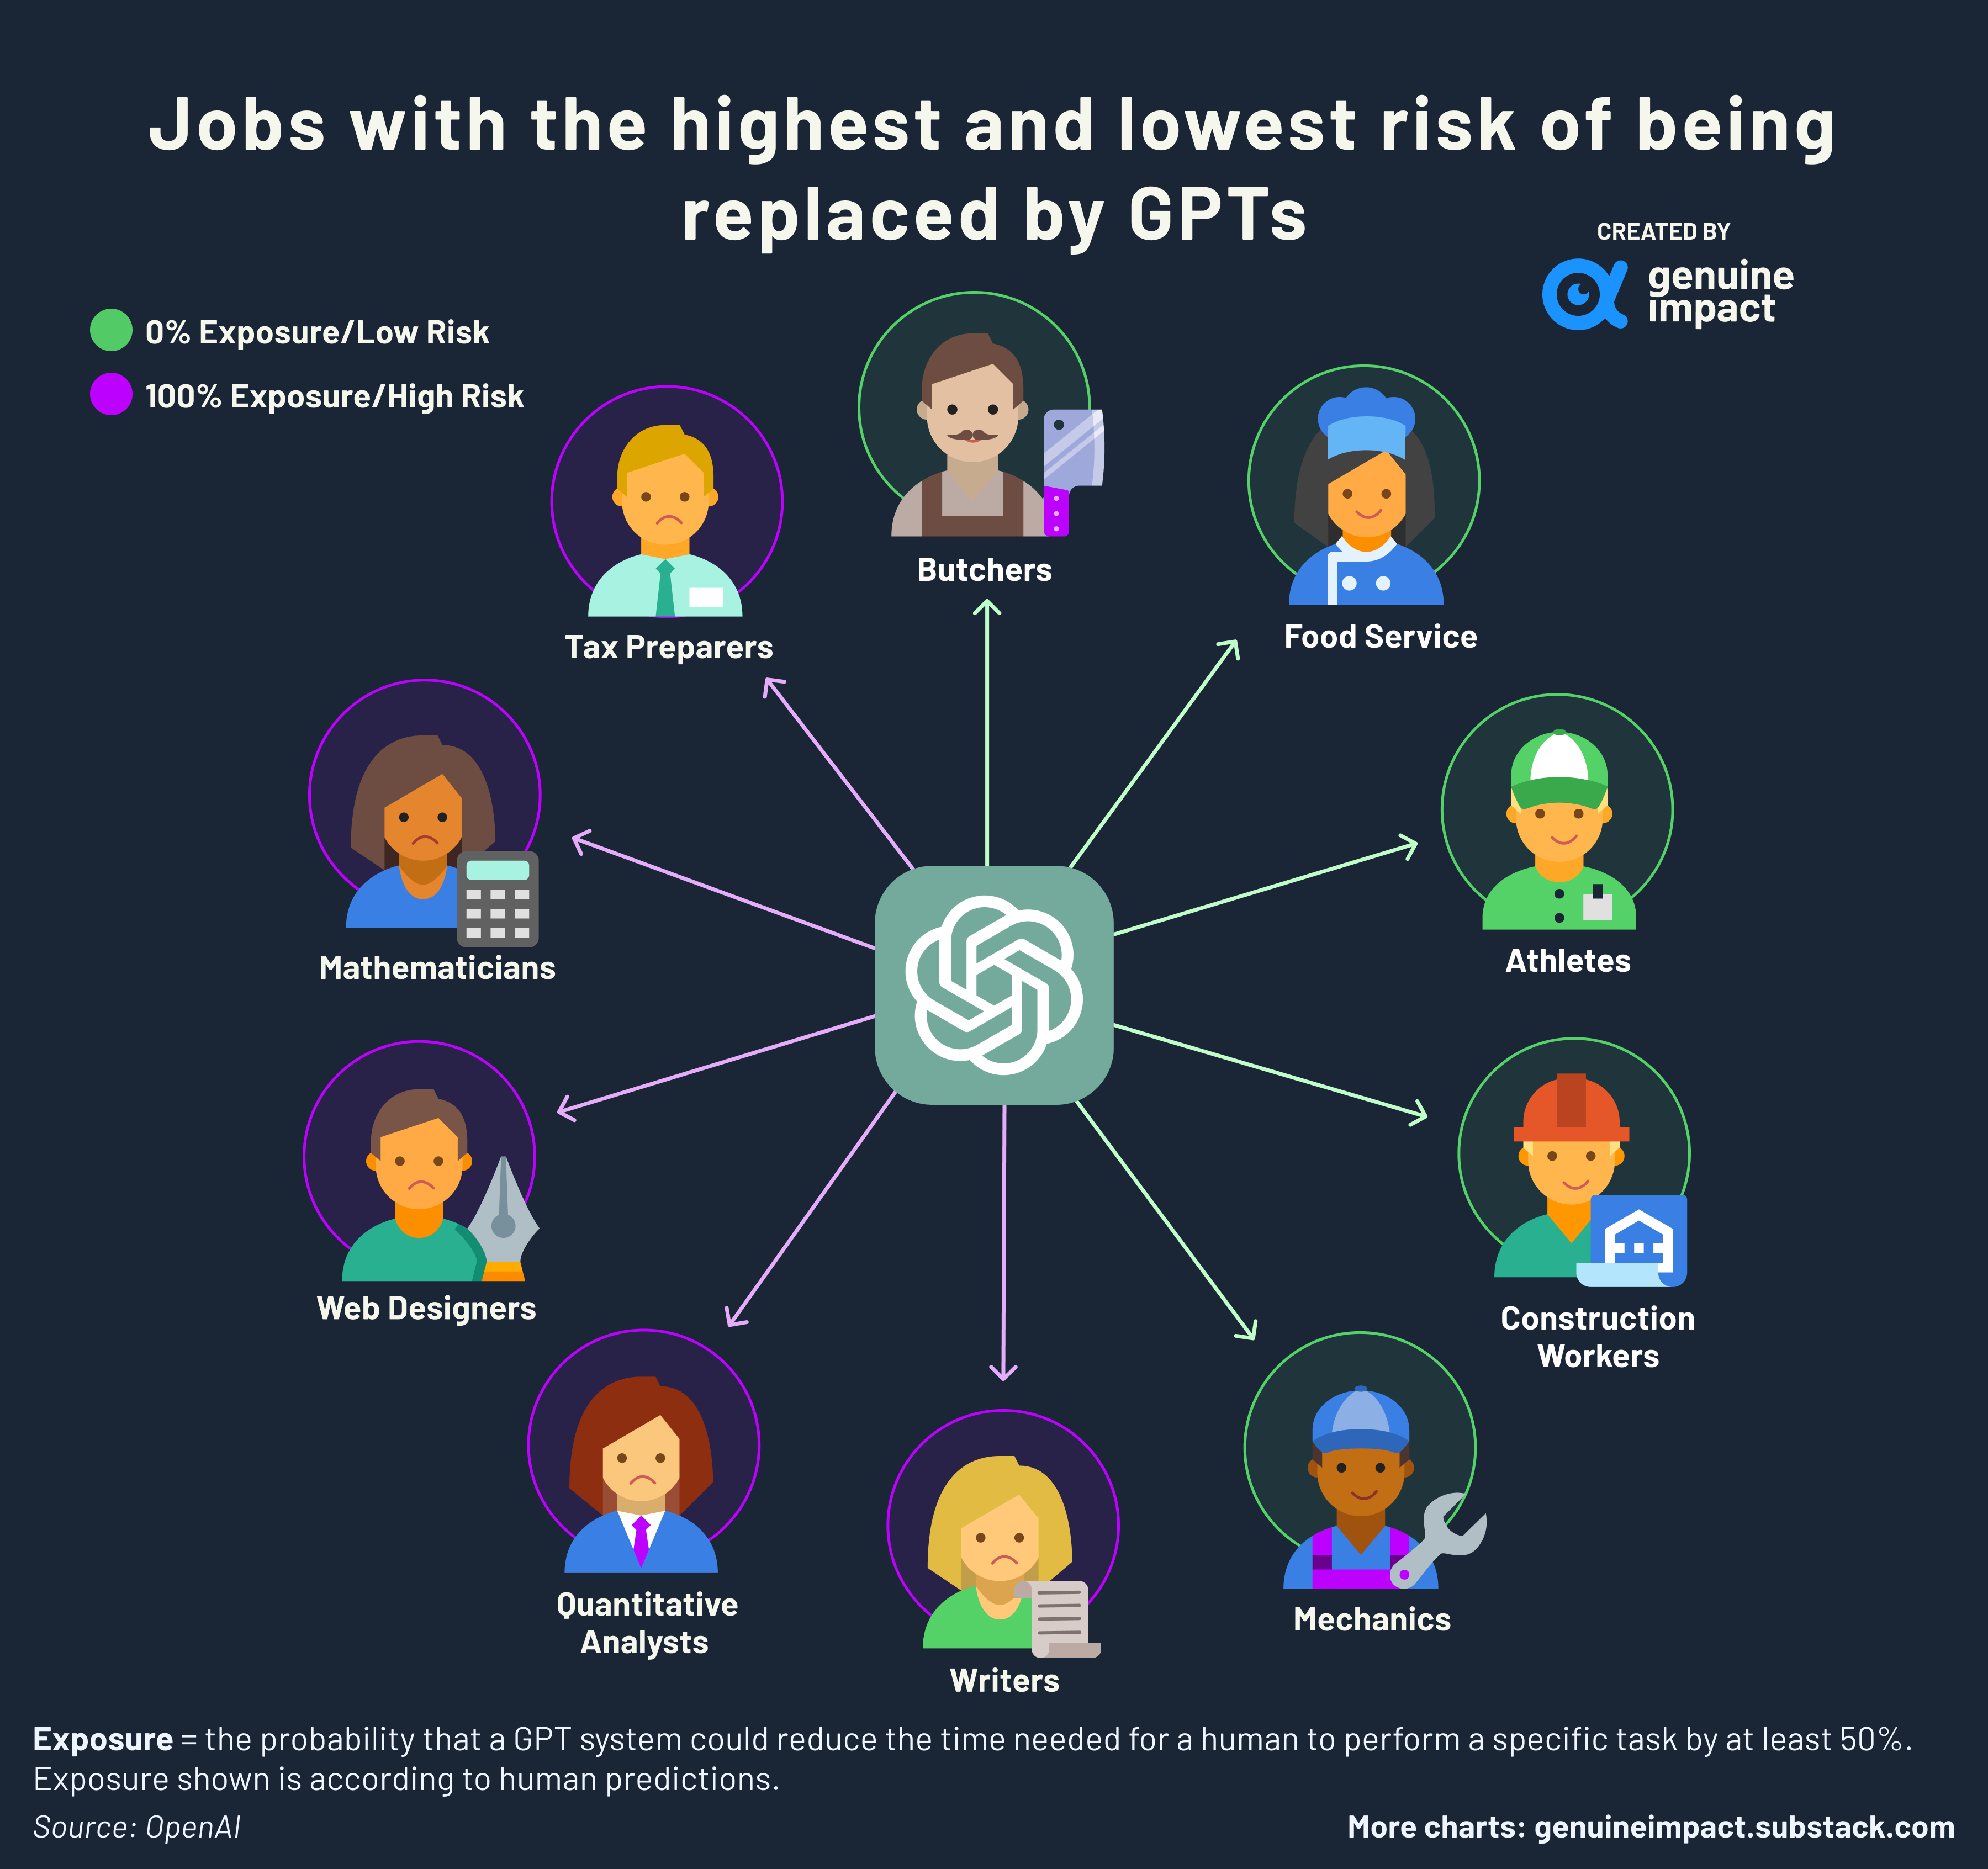 Jobs with the highest and lowest risk of being
replaced by GPTs
CREATED BY
genuine
impact
0% Exposure/Low Risk
100% Exposure/High Risk
Butchers
Food Service
Tax Preparers
Athletes
Mathematicians
Web Designers
Construction
Workers
Quantitative
Analysts
Mechanics
Writers
Exposure = the probability that a GPT system could reduce the time needed for a human to perform a specific task by at least 50%.
Exposure shown is according to human predictions.
Source: OpenAI
More charts: genuineimpact.substack.com